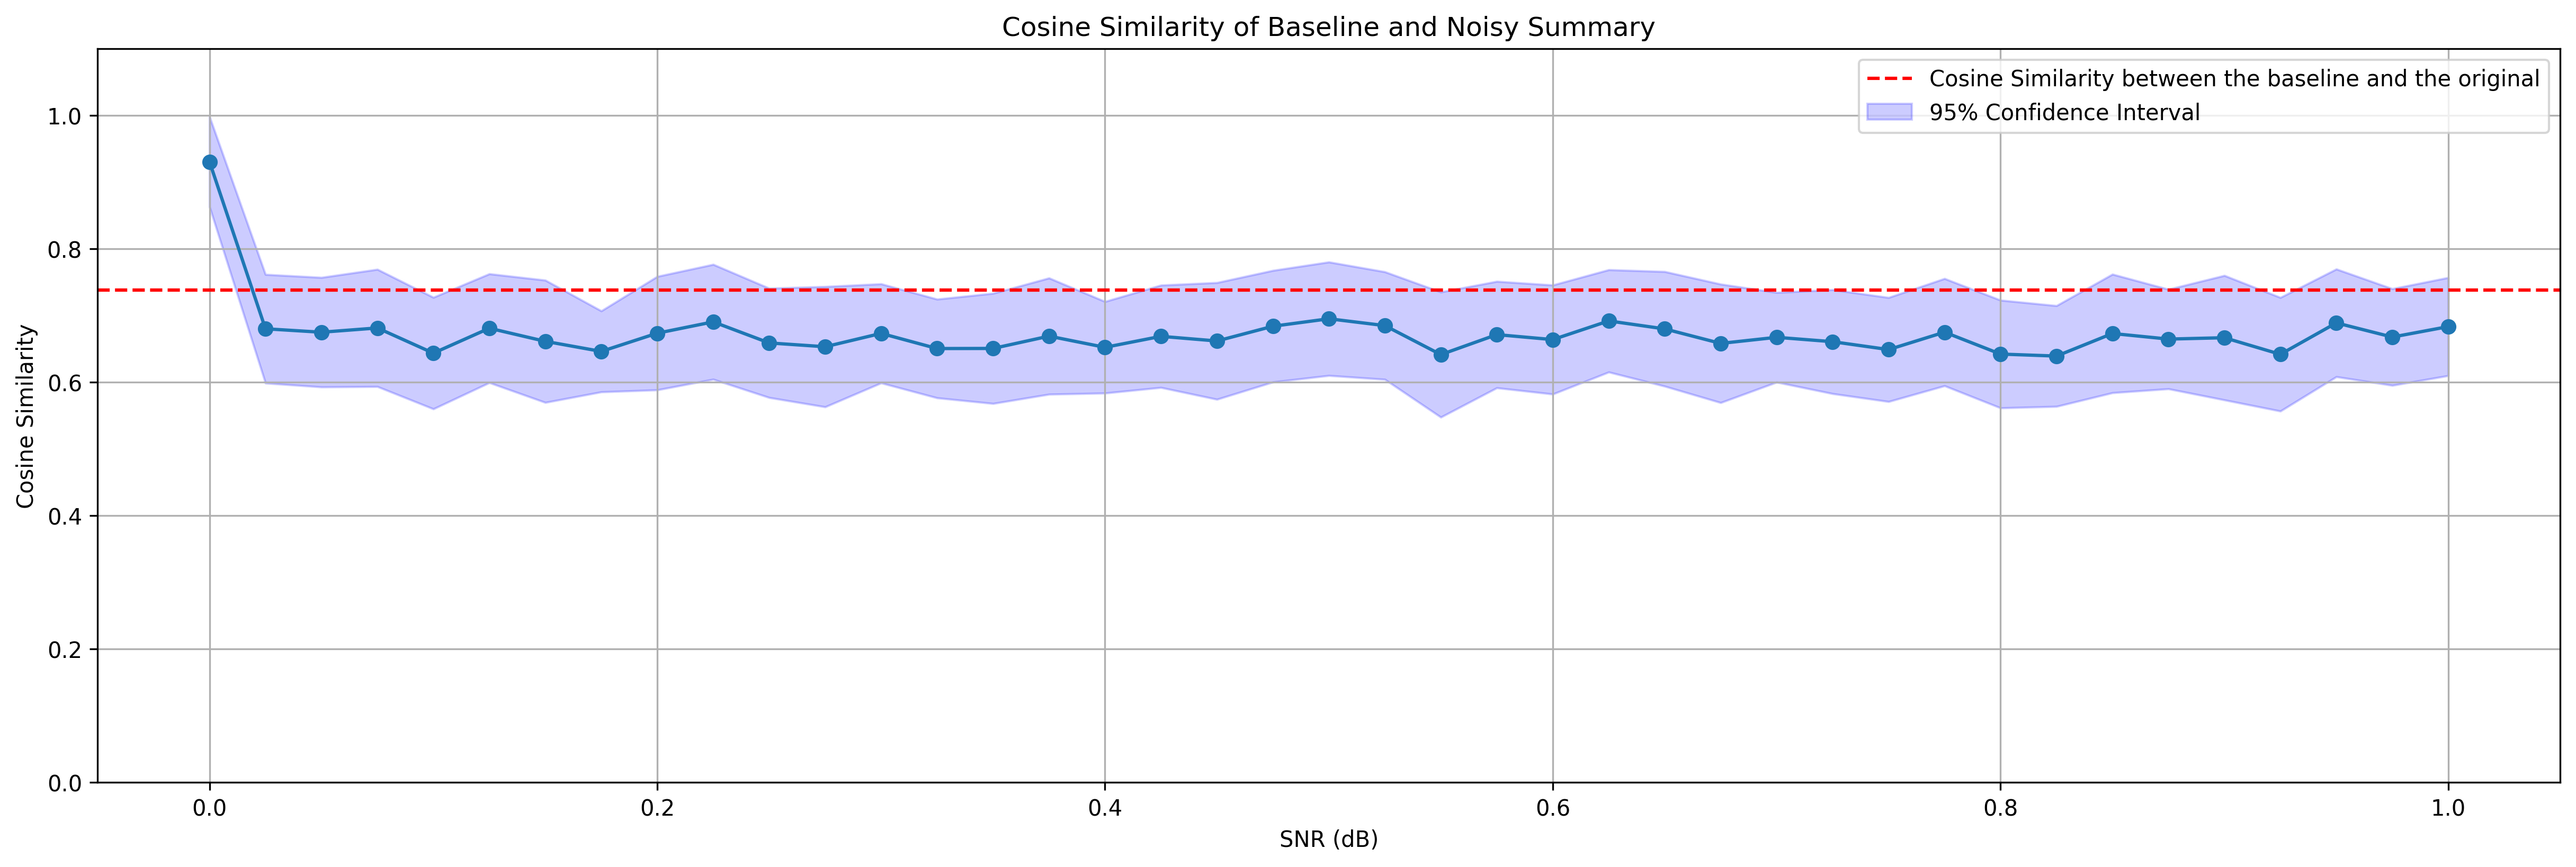 Cosine Similarity of Baseline and Noisy Summary
Cosine Similarity between the baseline and the original
95% Confidence Interval
Cosine Similarity
1.0
0.8
0.6
0.4
0.2
0.0
0.0 0.2 0.4 0.6 0.8 1.0
SNR (dB)